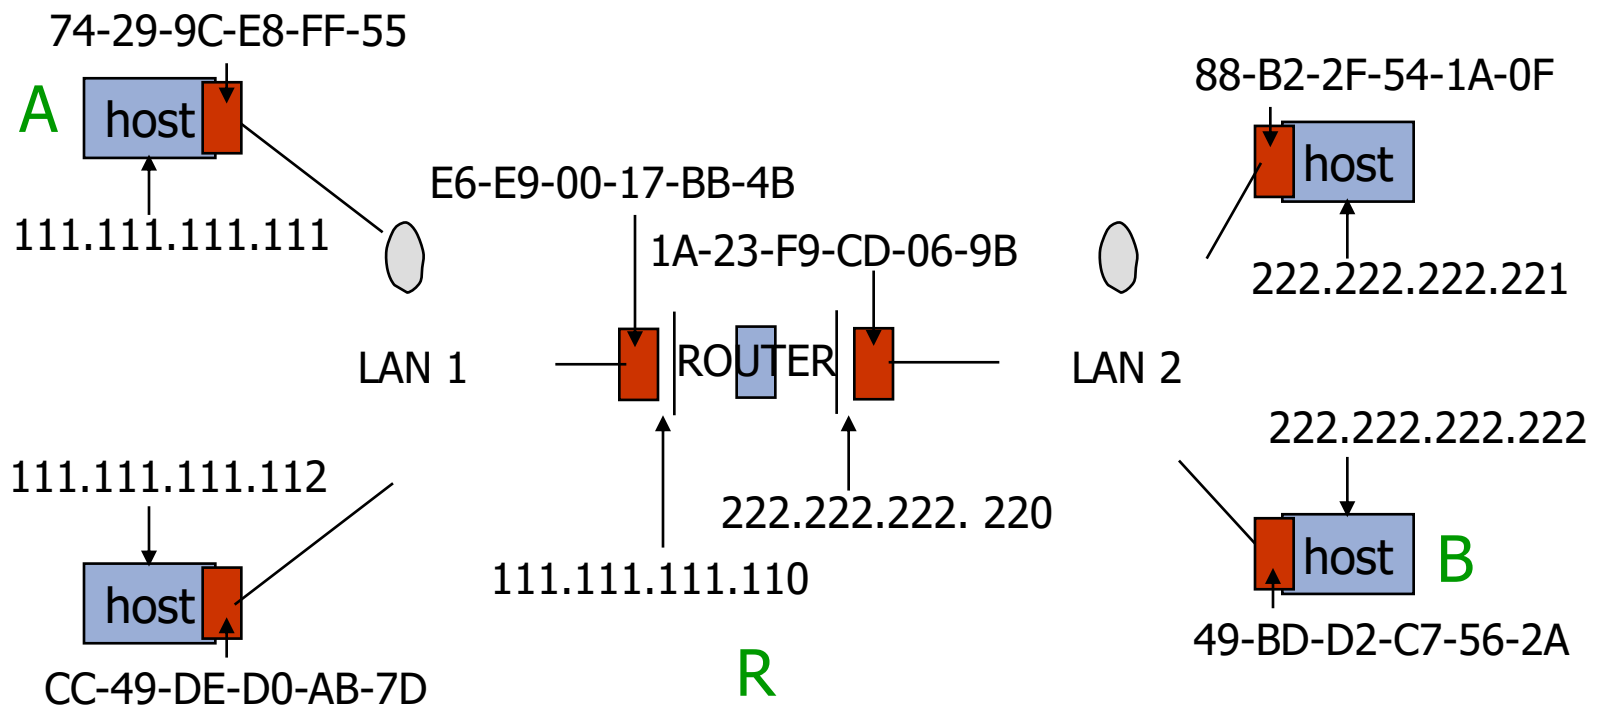 74-29-9C-E8-FF-55
A
host
111.111.111.111
88-B2-2F-54-1A-0F
host
222.222.222.221
E6-E9-00-17-BB-4B
1A-23-F9-CD-06-9B
LAN 1
ROUTER
LAN 2
222.222.222.222
111.111.111.112
222.222.222. 220
host
B
host
111.111.111.110
49-BD-D2-C7-56-2A
CC-49-DE-D0-AB-7D
R